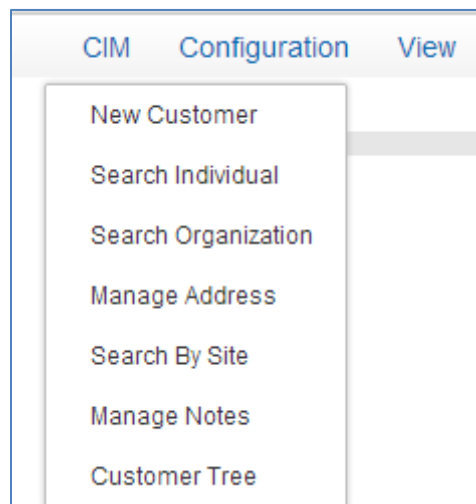 CIM Configuration View
New Customer
Search Individual
Search Organization
Manage Address
Search By Site
Manage Notes
Customer Tree